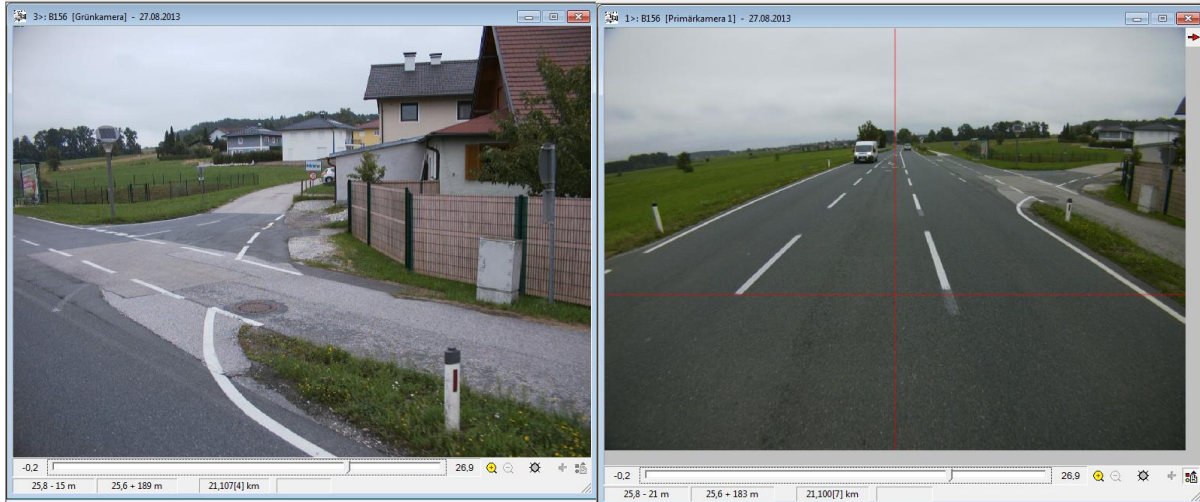 3>: B156 [Grünkamera] - 27.08.2013
-0,2
26,9
25,8 - 15 m
25,6 + 189 m
21,107[4] km
1>: B156 [Primärkamera 1] - 27.08.2013
-0,2
26,9
25,8 - 21 m
25,6 + 183 m
21,100[7] km